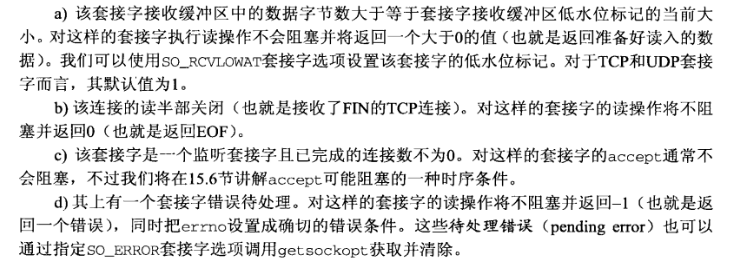 a) 该套接字接收缓冲区中的数据字节数大于等于套接字接收缓冲区低水位标记的当前大
小。对这样的套接字执行读操作不会阻塞并将返回一个大于0的值（也就是返回准备好读入的数
据）。我们可以使用SO_RCVLOWAT套接字选项设置该套接字的低水位标记。对于TCP和UDP套接
字而言，其默认值为1。
b) 该连接的读半部关闭（也就是接收了FIN的TCP连接）。对这样的套接字的读操作将不阻
塞并返回0（也就是返回EOF）。
c) 该套接字是一个监听套接字且已完成的连接数不为0。对这样的套接字的accept通常不
会阻塞，不过我们将在15.6节讲解accept可能阻塞的一种时序条件。
d) 其上有一个套接字错误待处理。对这样的套接字的读操作将不阻塞并返回–1（也就是返
回一个错误），同时把errno设置成确切的错误条件。这些待处理错误（pending error）也可以
通过指定SO_ERROR套接字选项调用getsockopt获取并清除。